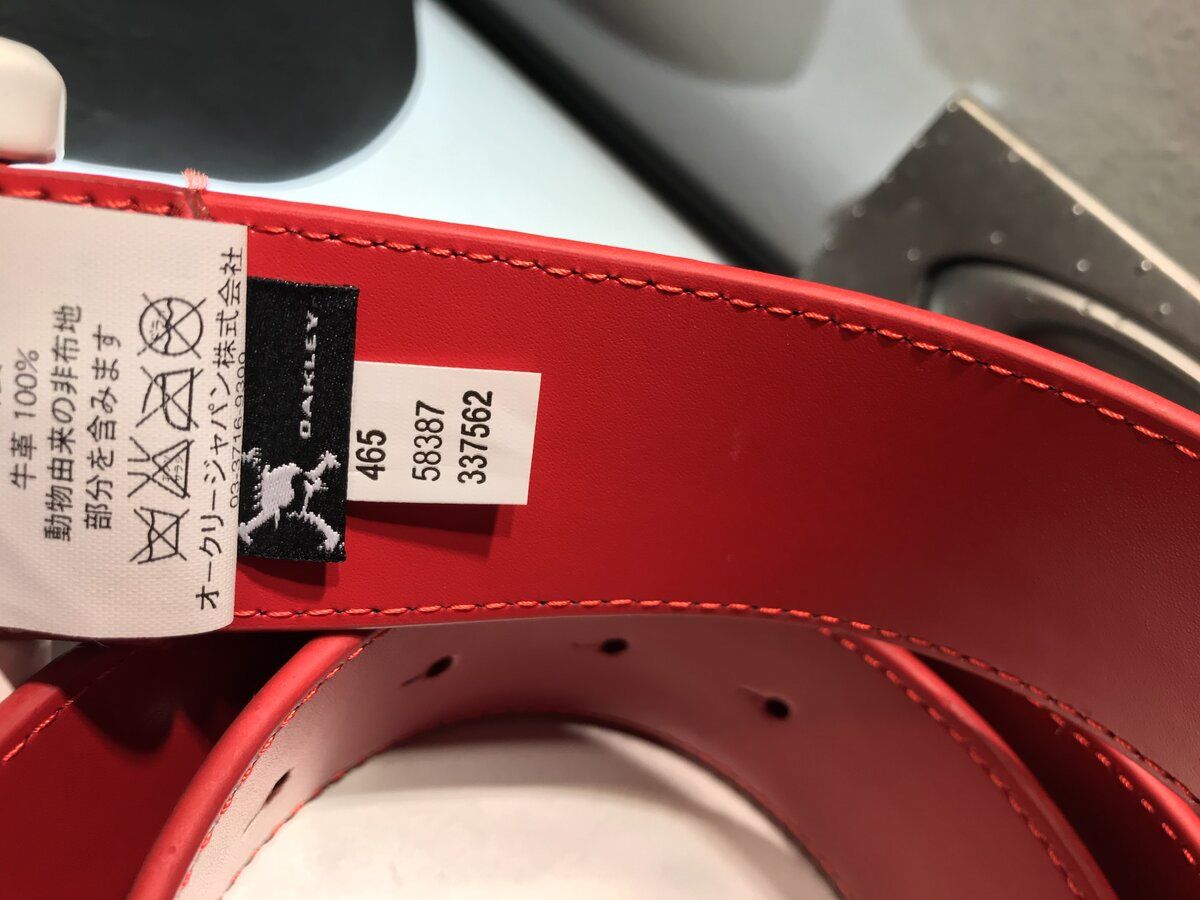 牛革 100%
動物由来の非布地
部分を含みます
オークリージャパン株式会社
OAKLEY
465
58387
337562